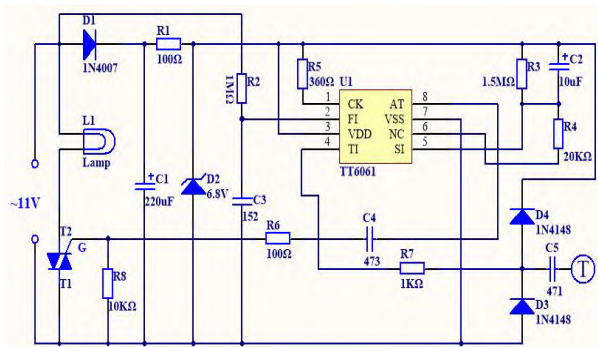 D1
1N4007
R1
100Ω
R2
1MΩ
R5
360Ω
U1
1
2
3
4
CK
FI
VDD
TI
AT
VSS
NC
SI
8
7
6
5
TT6061
R3
1.5MΩ
C2
+
10uF
R4
20KΩ
L1
Lamp
~11V
C1
+
220uF
D2
6.8V
C3
152
T2
G
T1
R8
10KΩ
R6
100Ω
C4
473
R7
1KΩ
D4
1N4148
C5
471
T
D3
1N4148